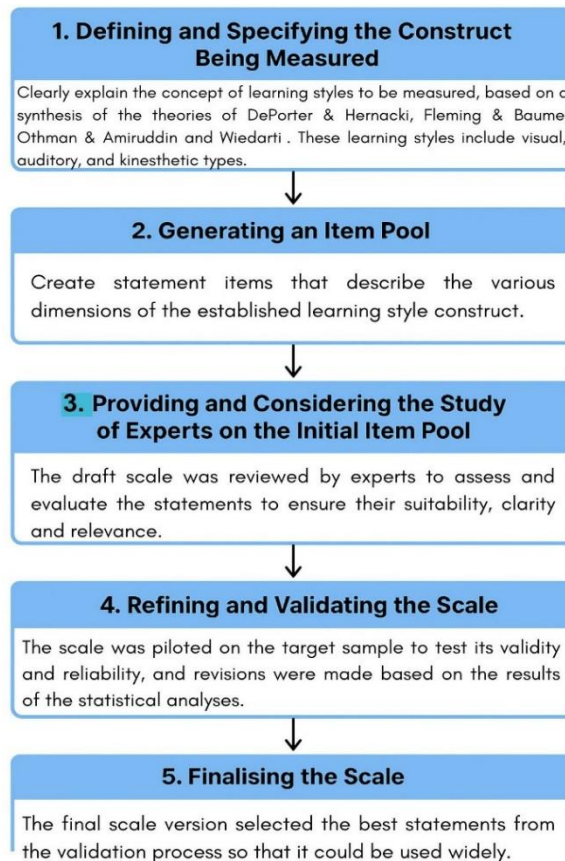 1. Defining and Specifying the Construct
Being Measured
Clearly explain the concept of learning styles to be measured, based on a
synthesis of the theories of DePorter & Hernacki, Fleming & Baume
Othman & Amiruddin and Wiedarti . These learning styles include visual,
auditory, and kinesthetic types.
2. Generating an Item Pool
Create statement items that describe the various
dimensions of the established learning style construct.
3. Providing and Considering the Study
of Experts on the Initial Item Pool
The draft scale was reviewed by experts to assess and
evaluate the statements to ensure their suitability, clarity
and relevance.
4. Refining and Validating the Scale
The scale was piloted on the target sample to test its validity
and reliability, and revisions were made based on the results
of the statistical analyses.
5. Finalising the Scale
The final scale version selected the best statements from
the validation process so that it could be used widely.